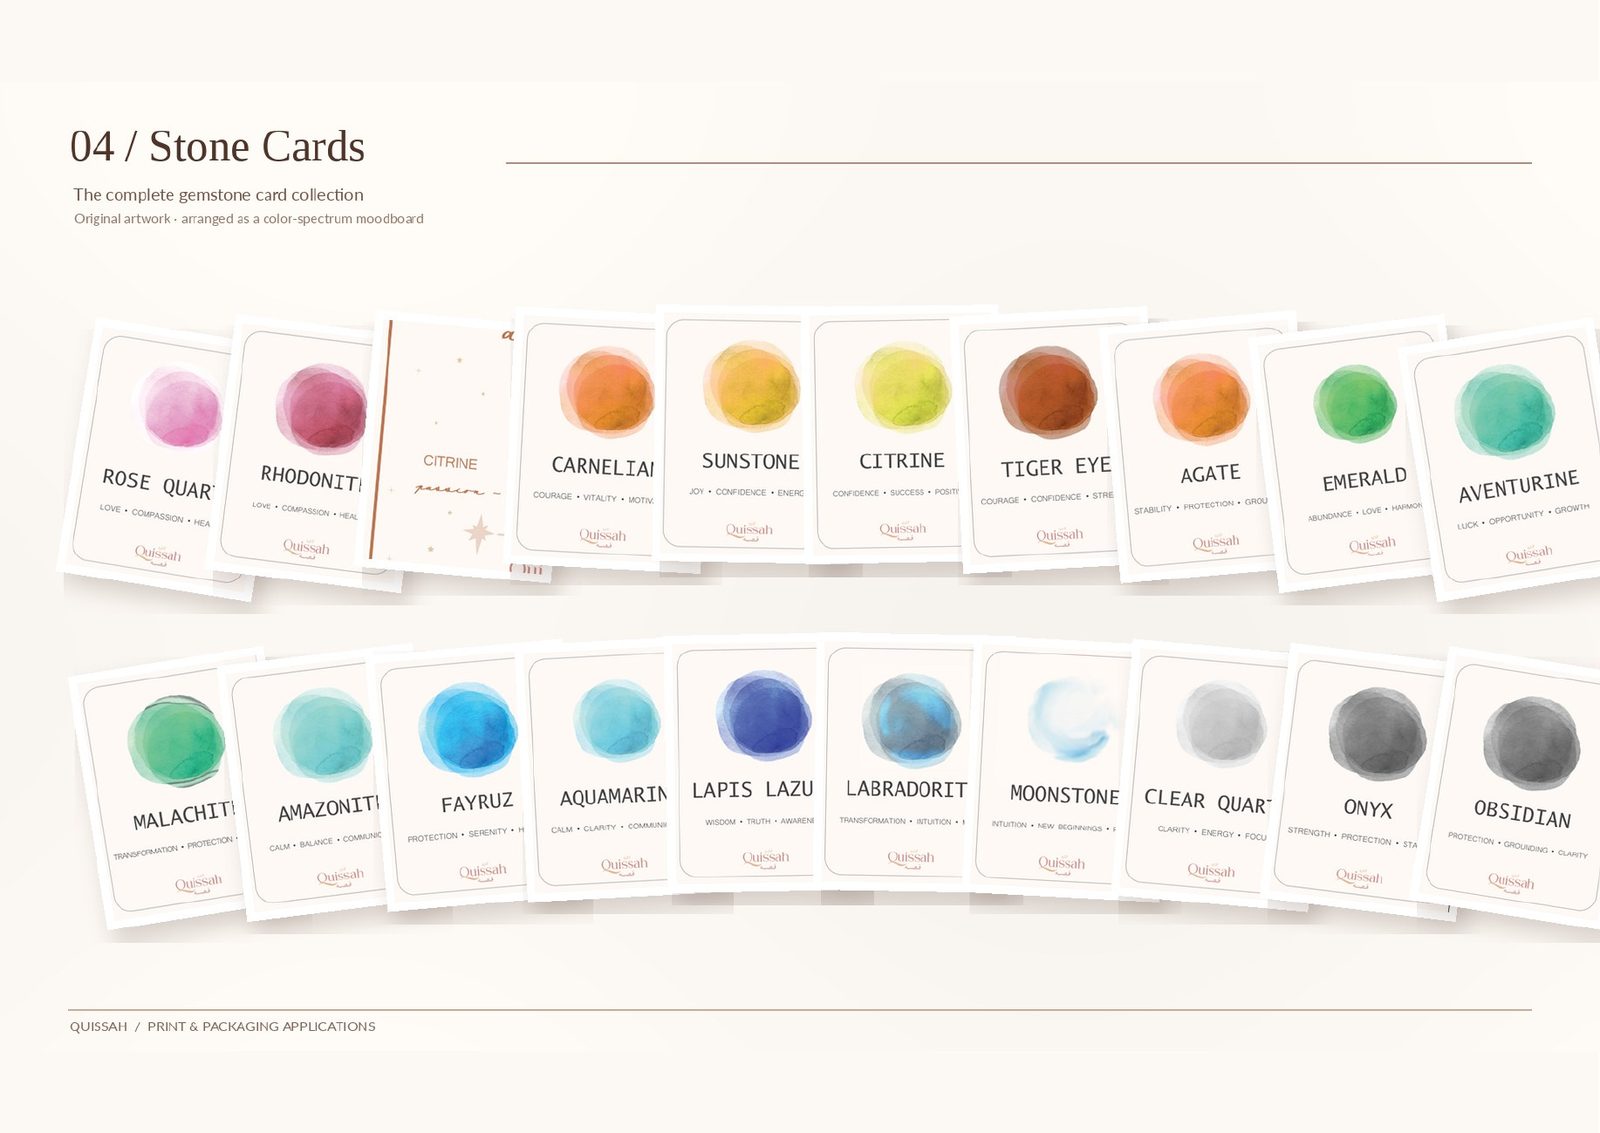 04 / Stone Cards
The complete gemstone card collection
Original artwork · arranged as a color-spectrum moodboard
ROSE QUAR
LOVE • COMPASSION • HEA
Quissah
RHODONIT
LOVE • COMPASSION • HEAL
Quissah
a
CITRINE
passion -
CARNELIAN
COURAGE • VITALITY • MOTIV
Quissah
SUNSTONE
JOY • CONFIDENCE • ENERG
Quissah
CITRINE
CONFIDENCE • SUCCESS • POSITI
Quissah
TIGER EYE
COURAGE • CONFIDENCE • STRE
Quissah
AGATE
STABILITY • PROTECTION • GROU
Quissah
EMERALD
ABUNDANCE • LOVE • HARMON
Quissah
AVENTURINE
LUCK • OPPORTUNITY • GROWTH
Quissah
MALACHIT
TRANSFORMATION • PROTECTION •
Quissah
AMAZONIT
CALM • BALANCE • COMMUNIC
Quissah
FAYRUZ
PROTECTION • SERENITY • H
Quissah
AQUAMARIN
CALM • CLARITY • COMMUNI
Quissah
LAPIS LAZU
WISDOM • TRUTH • AWARENE
Quissah
LABRADORIT
TRANSFORMATION • INTUITION •
Quissah
MOONSTONE
INTUITION • NEW BEGINNINGS •
Quissah
CLEAR QUAR
CLARITY • ENERGY • FOCU
Quissah
ONYX
STRENGTH • PROTECTION • STA
Quissah
OBSIDIAN
PROTECTION • GROUNDING • CLARITY
Quissah
QUISSAH / PRINT & PACKAGING APPLICATIONS